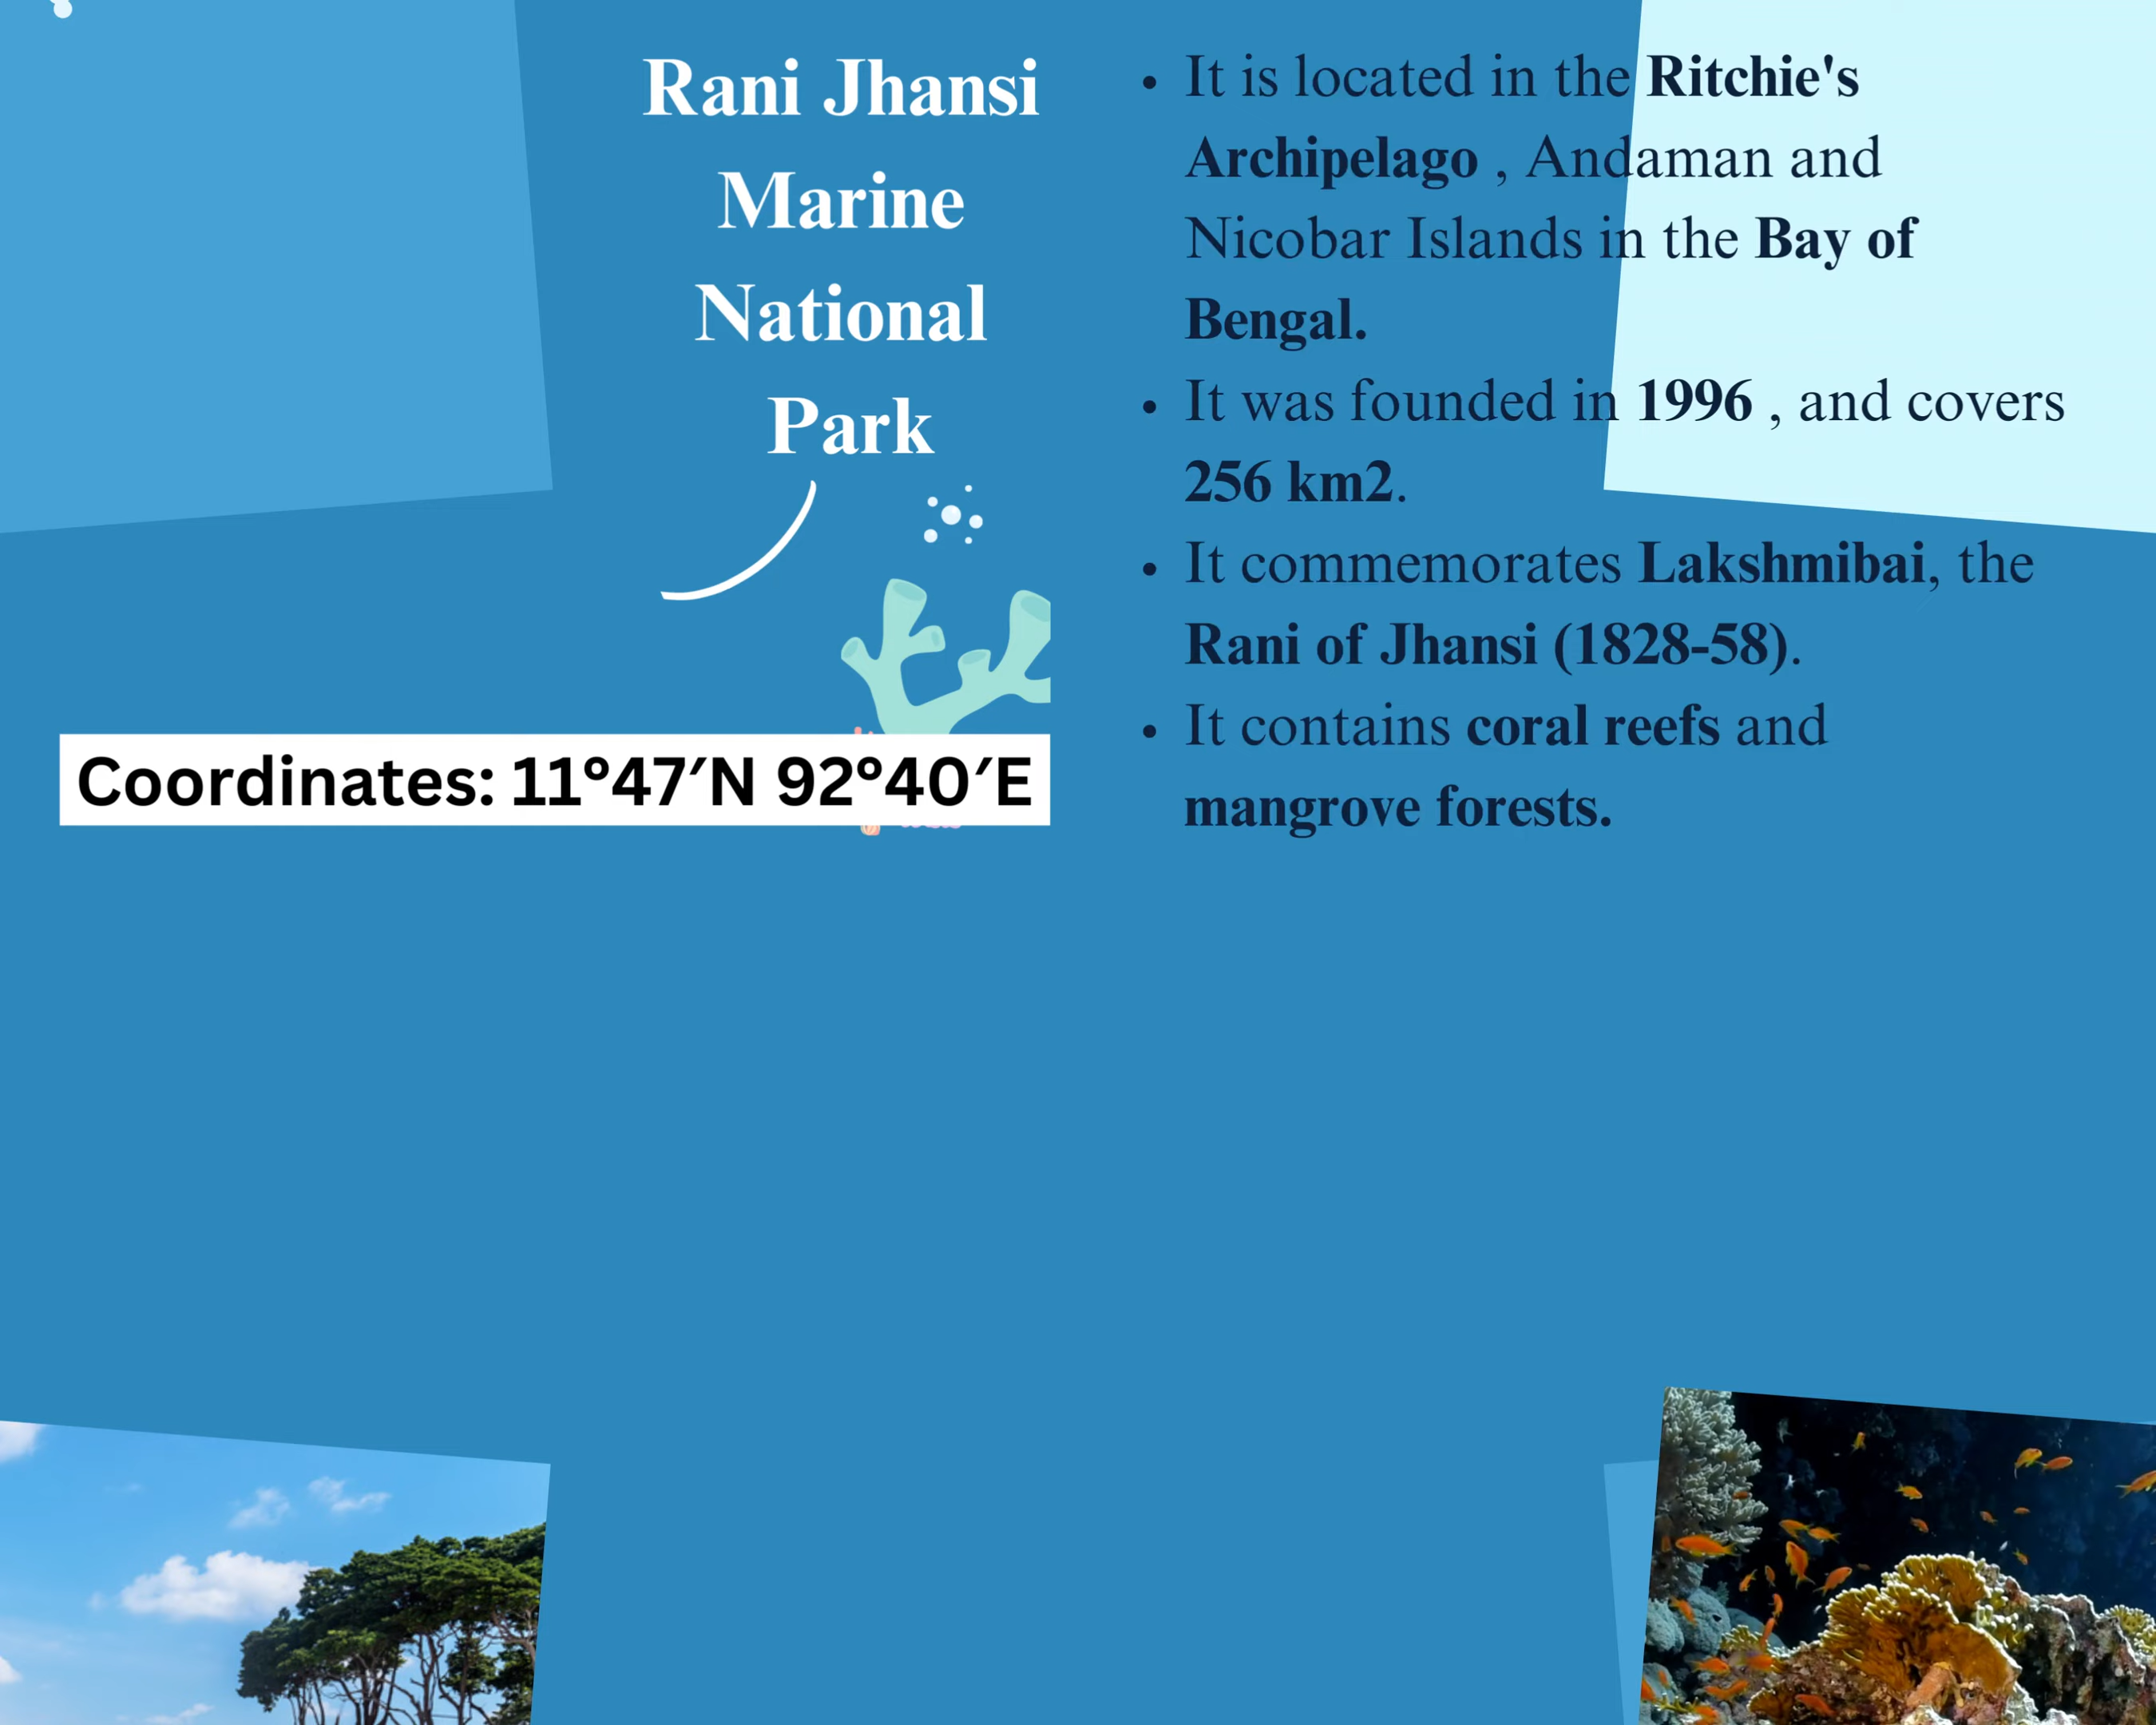 Rani Jhansi
Marine
National
Park
Coordinates: 11°47′N 92°40′E
• It is located in the Ritchie's
Archipelago , Andaman and
Nicobar Islands in the Bay of
Bengal.
• It was founded in 1996 , and covers
256 km2.
• It commemorates Lakshmibai, the
Rani of Jhansi (1828-58).
• It contains coral reefs and
mangrove forests.